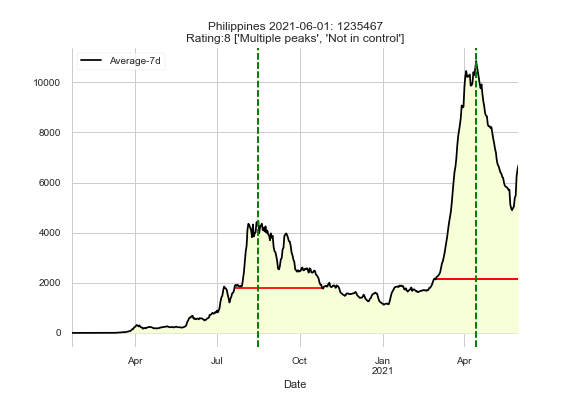 Philippines 2021-06-01: 1235467
Rating:8 ['Multiple peaks', 'Not in control']
Average-7d
10000
8000
6000
4000
2000
0
Apr
Jul
Oct
Jan
2021
Apr
Date